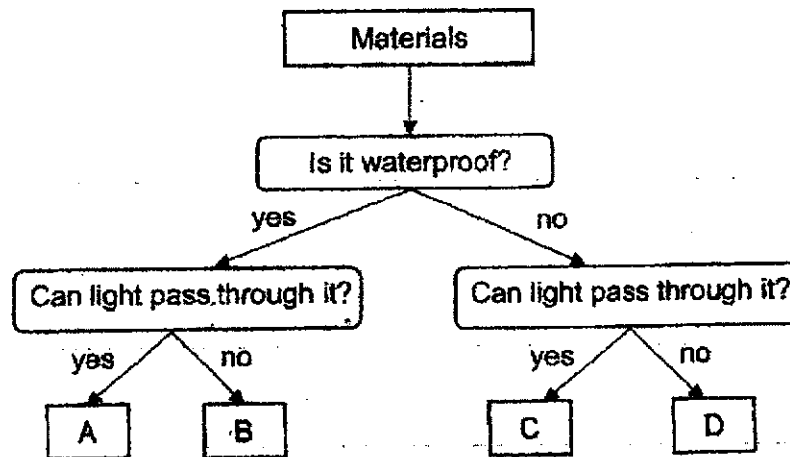 Materials
Is it waterproof?
yes
no
Can light pass through it?
Can light pass through it?
yes
no
yes
no
A
B
C
D